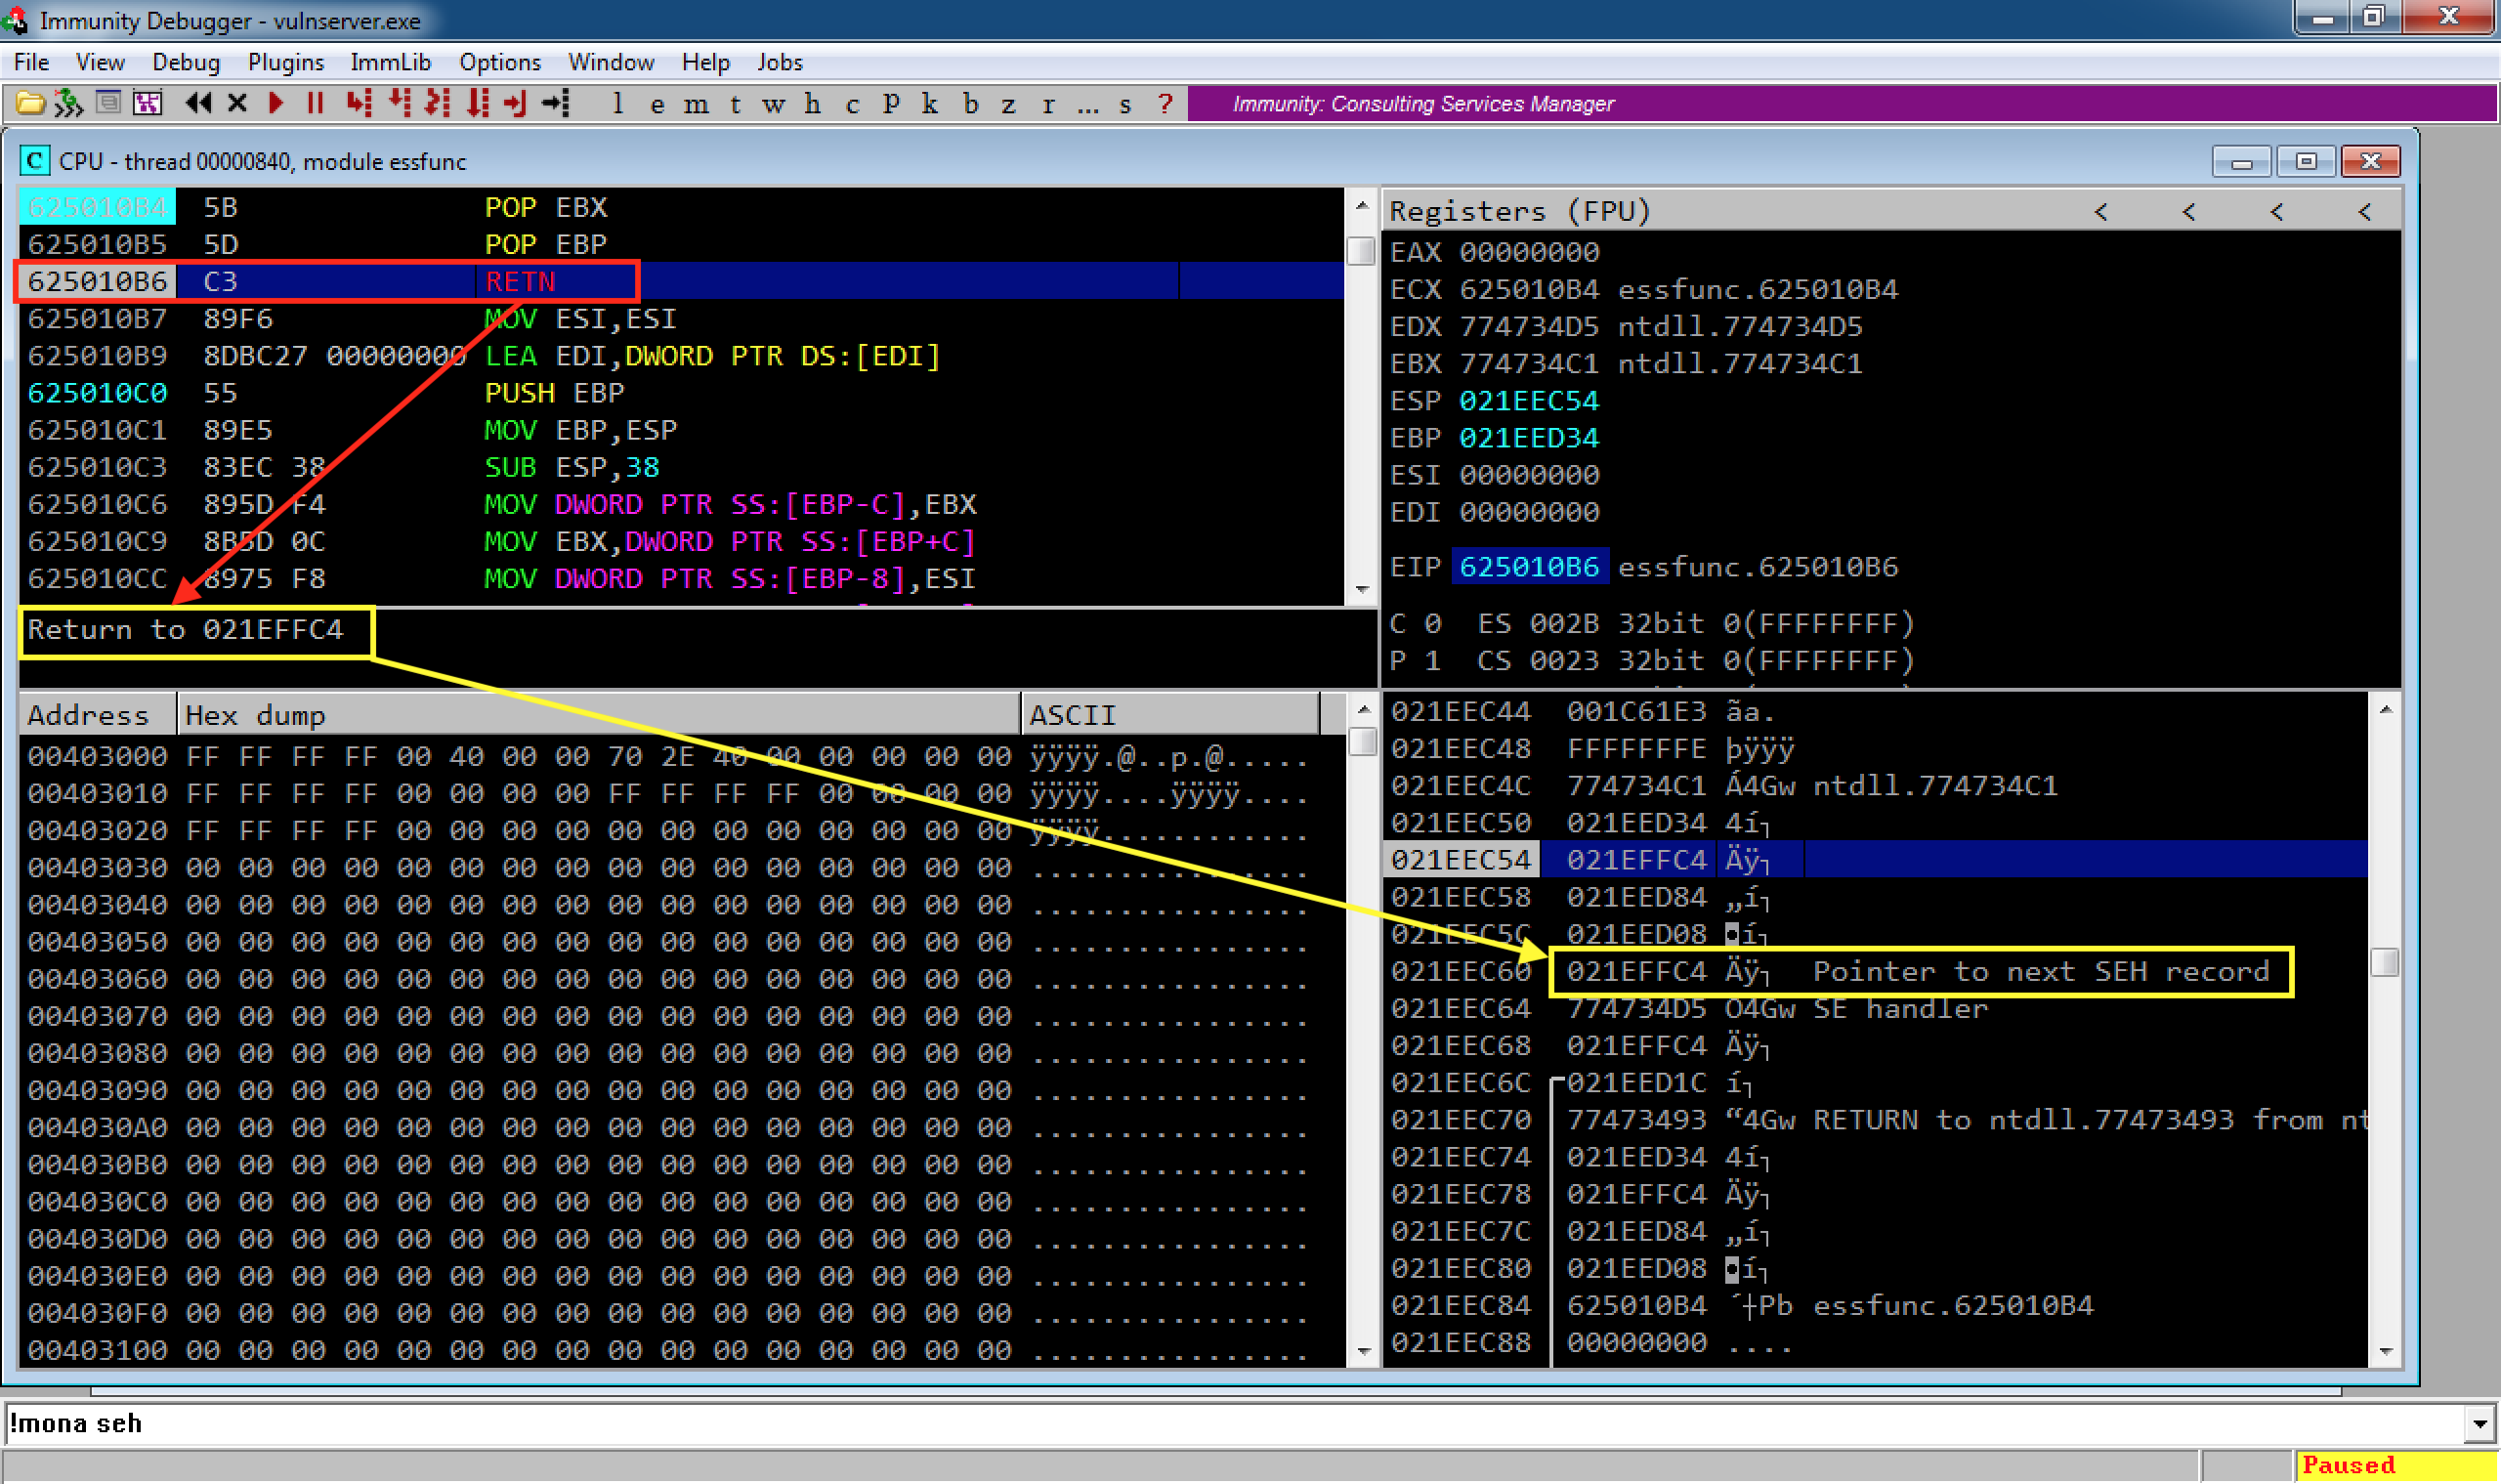 Immunity Debugger - vulnserver.exe
File View Debug Plugins ImmLib Options Window Help Jobs
l e m t w h c P k b z r ... s ? Immunity: Consulting Services Manager
C CPU - thread 00000840, module essfunc
625010B4 5B POP EBX
625010B5 5D POP EBP
625010B6 C3 RETN
625010B7 89F6 MOV ESI,ESI
625010B9 8DBC27 00000000 LEA EDI,DWORD PTR DS:[EDI]
625010C0 55 PUSH EBP
625010C1 89E5 MOV EBP,ESP
625010C3 83EC 38 SUB ESP,38
625010C6 895D F4 MOV DWORD PTR SS:[EBP-C],EBX
625010C9 8B5D 0C MOV EBX,DWORD PTR SS:[EBP+C]
625010CC 8975 F8 MOV DWORD PTR SS:[EBP-8],ESI
Return to 021EFFC4
Registers (FPU) < < < <
EAX 00000000
ECX 625010B4 essfunc.625010B4
EDX 774734D5 ntdll.774734D5
EBX 774734C1 ntdll.774734C1
ESP 021EEC54
EBP 021EED34
ESI 00000000
EDI 00000000
EIP 625010B6 essfunc.625010B6
C 0 ES 002B 32bit 0(FFFFFFFF)
P 1 CS 0023 32bit 0(FFFFFFFF)
Address Hex dump ASCII
00403000 FF FF FF FF 00 40 00 00 70 2E 40 00 00 00 00 00 ÿÿÿÿ.@..p.@.....
00403010 FF FF FF FF 00 00 00 00 FF FF FF FF 00 00 00 00 ÿÿÿÿ....ÿÿÿÿ....
00403020 FF FF FF FF 00 00 00 00 00 00 00 00 00 00 00 00 ÿÿÿÿ............
00403030 00 00 00 00 00 00 00 00 00 00 00 00 00 00 00 00 ................
00403040 00 00 00 00 00 00 00 00 00 00 00 00 00 00 00 00 ................
00403050 00 00 00 00 00 00 00 00 00 00 00 00 00 00 00 00 ................
00403060 00 00 00 00 00 00 00 00 00 00 00 00 00 00 00 00 ................
00403070 00 00 00 00 00 00 00 00 00 00 00 00 00 00 00 00 ................
00403080 00 00 00 00 00 00 00 00 00 00 00 00 00 00 00 00 ................
00403090 00 00 00 00 00 00 00 00 00 00 00 00 00 00 00 00 ................
004030A0 00 00 00 00 00 00 00 00 00 00 00 00 00 00 00 00 ................
004030B0 00 00 00 00 00 00 00 00 00 00 00 00 00 00 00 00 ................
004030C0 00 00 00 00 00 00 00 00 00 00 00 00 00 00 00 00 ................
004030D0 00 00 00 00 00 00 00 00 00 00 00 00 00 00 00 00 ................
004030E0 00 00 00 00 00 00 00 00 00 00 00 00 00 00 00 00 ................
004030F0 00 00 00 00 00 00 00 00 00 00 00 00 00 00 00 00 ................
00403100 00 00 00 00 00 00 00 00 00 00 00 00 00 00 00 00 ................
021EEC44 001C61E3 ãa.
021EEC48 FFFFFFFE þÿÿÿ
021EEC4C 774734C1 Á4Gw ntdll.774734C1
021EEC50 021EED34 4í┐
021EEC54 021EFFC4 Äÿ┐
021EEC58 021EED84 „í┐
021EEC5C 021EED08 ◘í┐
021EEC60 021EFFC4 Äÿ┐ Pointer to next SEH record
021EEC64 774734D5 Õ4Gw SE handler
021EEC68 021EFFC4 Äÿ┐
021EEC6C 021EED1C í┐
021EEC70 77473493 “4Gw RETURN to ntdll.77473493 from nt
021EEC74 021EED34 4í┐
021EEC78 021EFFC4 Äÿ┐
021EEC7C 021EED84 „í┐
021EEC80 021EED08 ◘í┐
021EEC84 625010B4 ´┼Pb essfunc.625010B4
021EEC88 00000000 ....
!mona seh
Paused